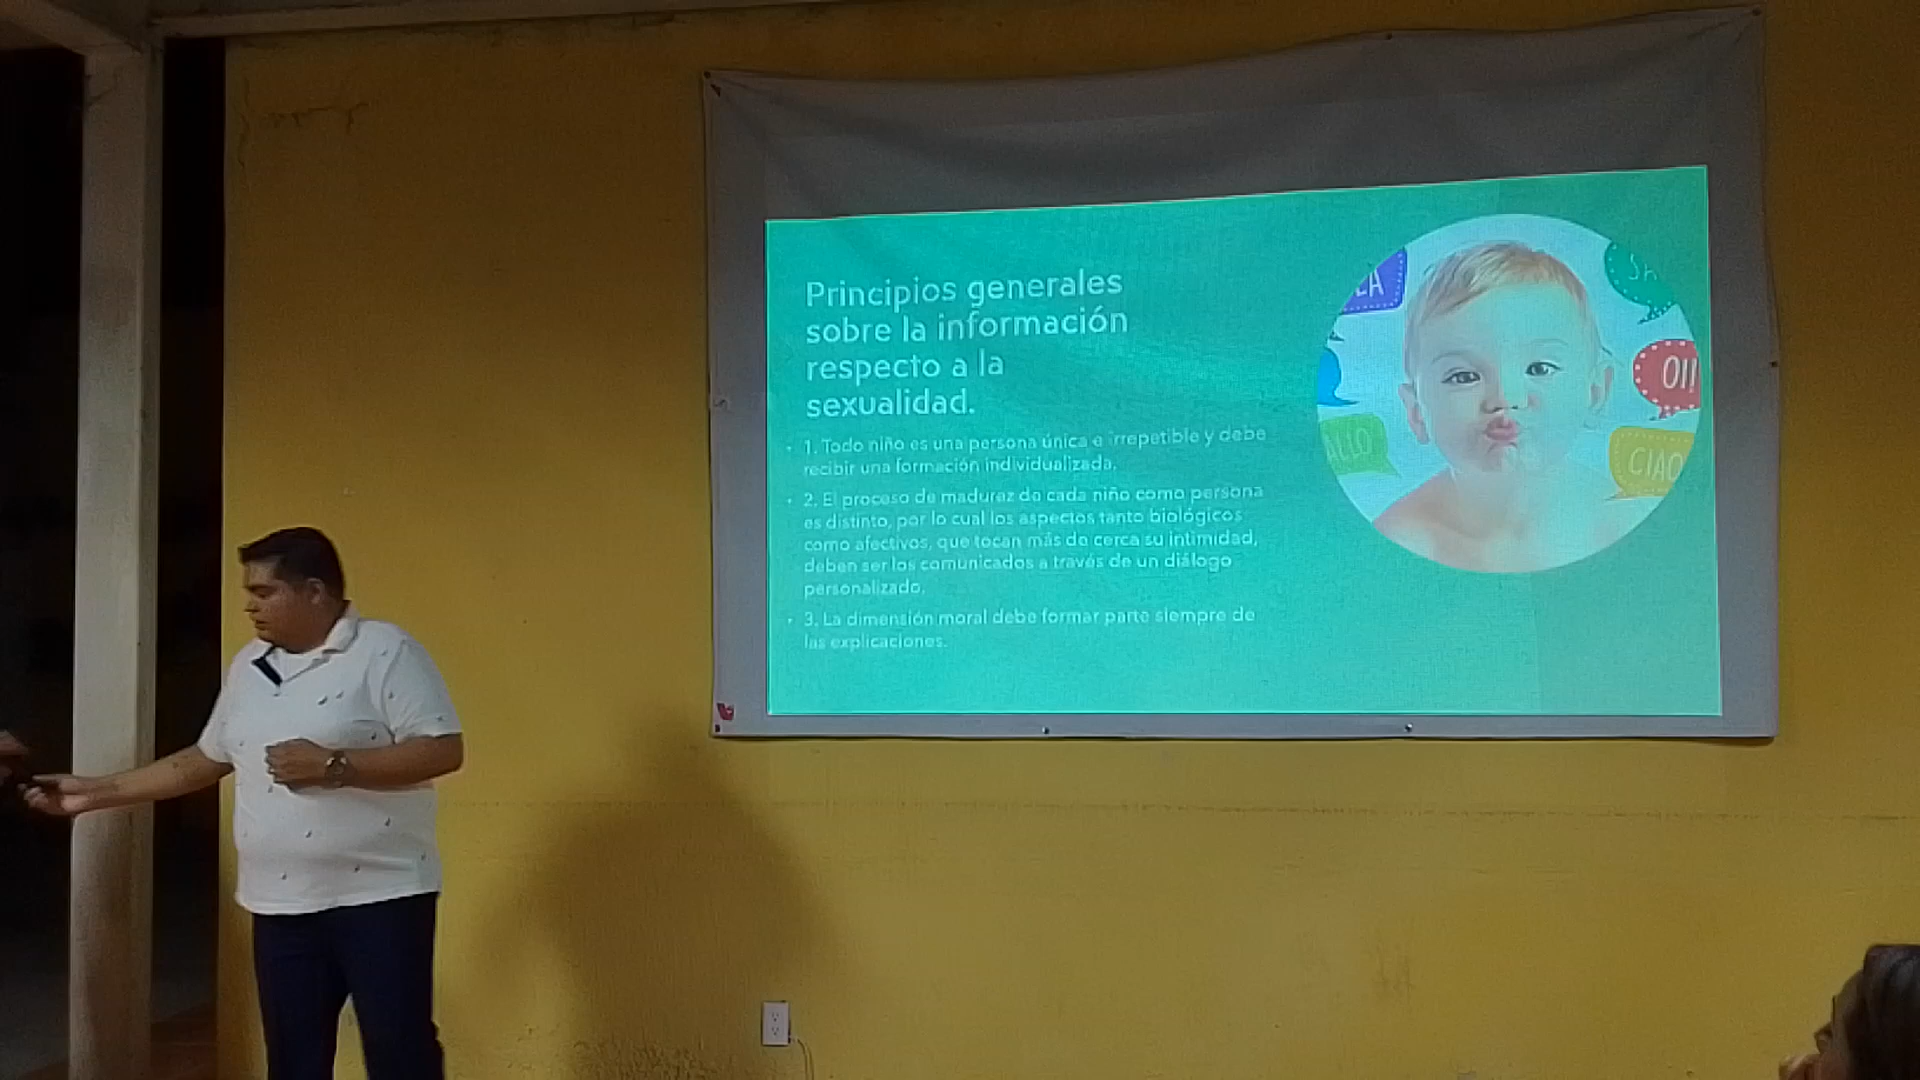 Principios generales
sobre la información
respecto a la
sexualidad.
• 1. Todo niño es una persona única e irrepetible y debe
recibir una formación individualizada.
• 2. El proceso de madurez de cada niño como persona
es distinto, por lo cual los aspectos tanto biológicos
como afectivos, que tocan más de cerca su intimidad,
deben ser los comunicados a través de un diálogo
personalizado.
• 3. La dimensión moral debe formar parte siempre de
las explicaciones.
LA
SA
OI!
ALLO
CIAO